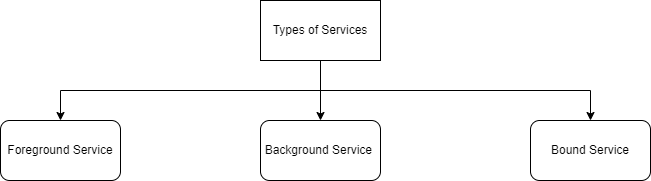 Types of Services
Foreground Service
Background Service
Bound Service